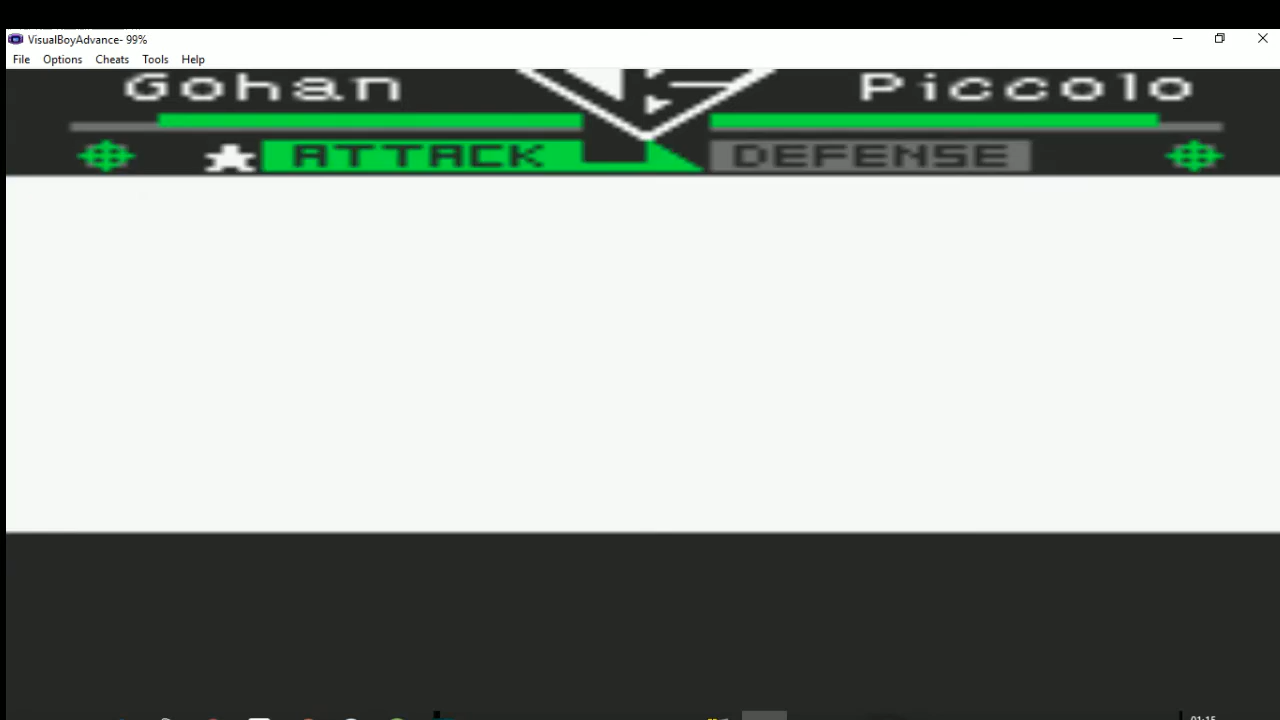 VisualBoyAdvance- 99%
File Options Cheats Tools Help
Gohan Piccolo
ATTACK DEFENSE